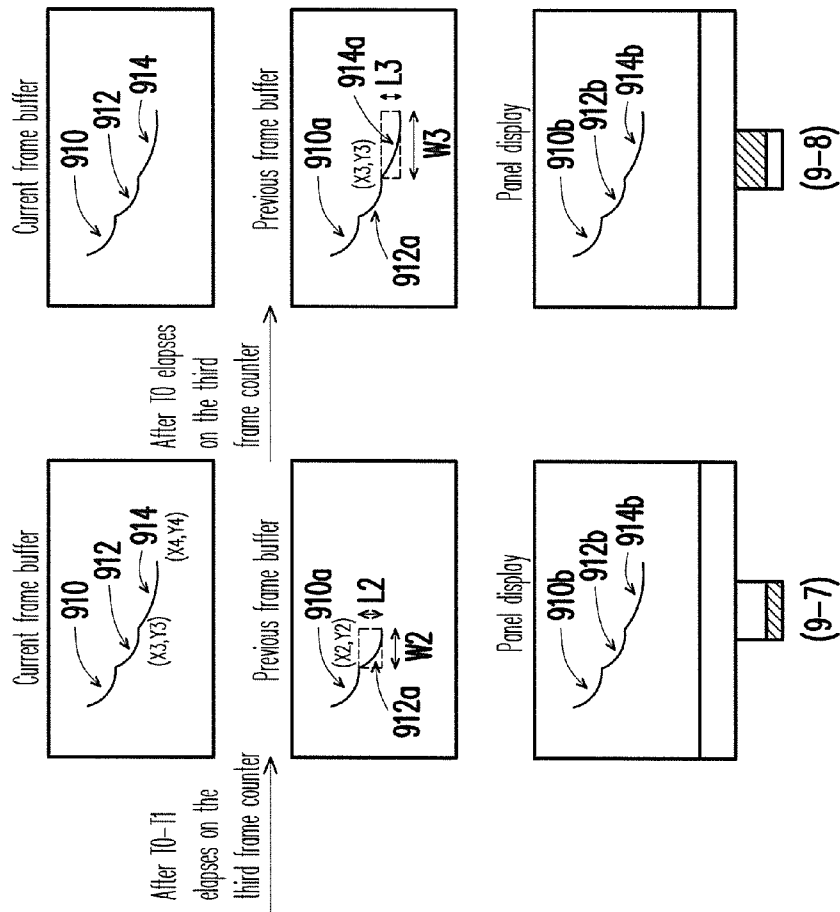 After T0-T1
elapses on the
third frame counter
Current frame buffer
910
912
914
(X3,Y3)
(X4,Y4)
Previous frame buffer
910a
(X2,Y2)
L2
W2
912a
Panel display
910b
912b
914b
(9-7)
After T0 elapses
on the third
frame counter
Current frame buffer
910
912
914
Previous frame buffer
910a
(X3,Y3)
914a
L3
W3
912a
Panel display
910b
912b
914b
(9-8)